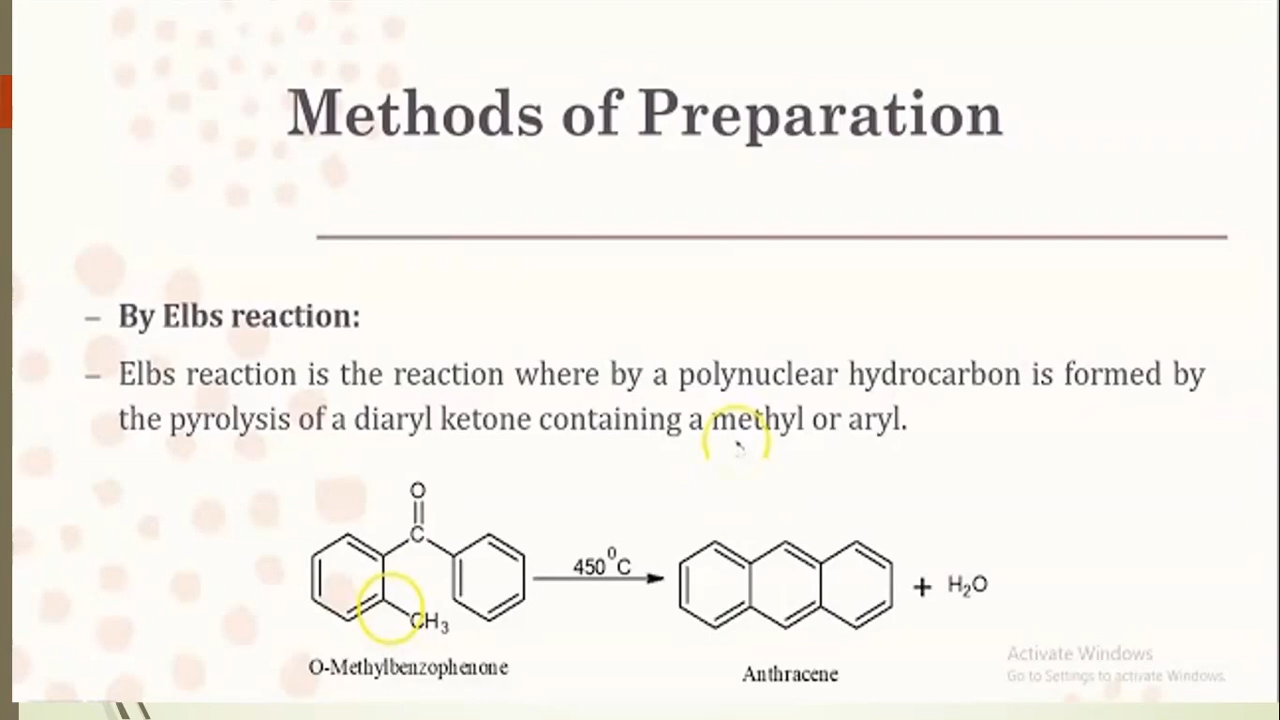 Methods of Preparation
– By Elbs reaction:
– Elbs reaction is the reaction where by a polynuclear hydrocarbon is formed by
the pyrolysis of a diaryl ketone containing a methyl or aryl.
O
C
CH3
450⁰C
+ H2O
O-Methylbenzophenone
Anthracene
Activate Windows
Go to Settings to activate Windows.